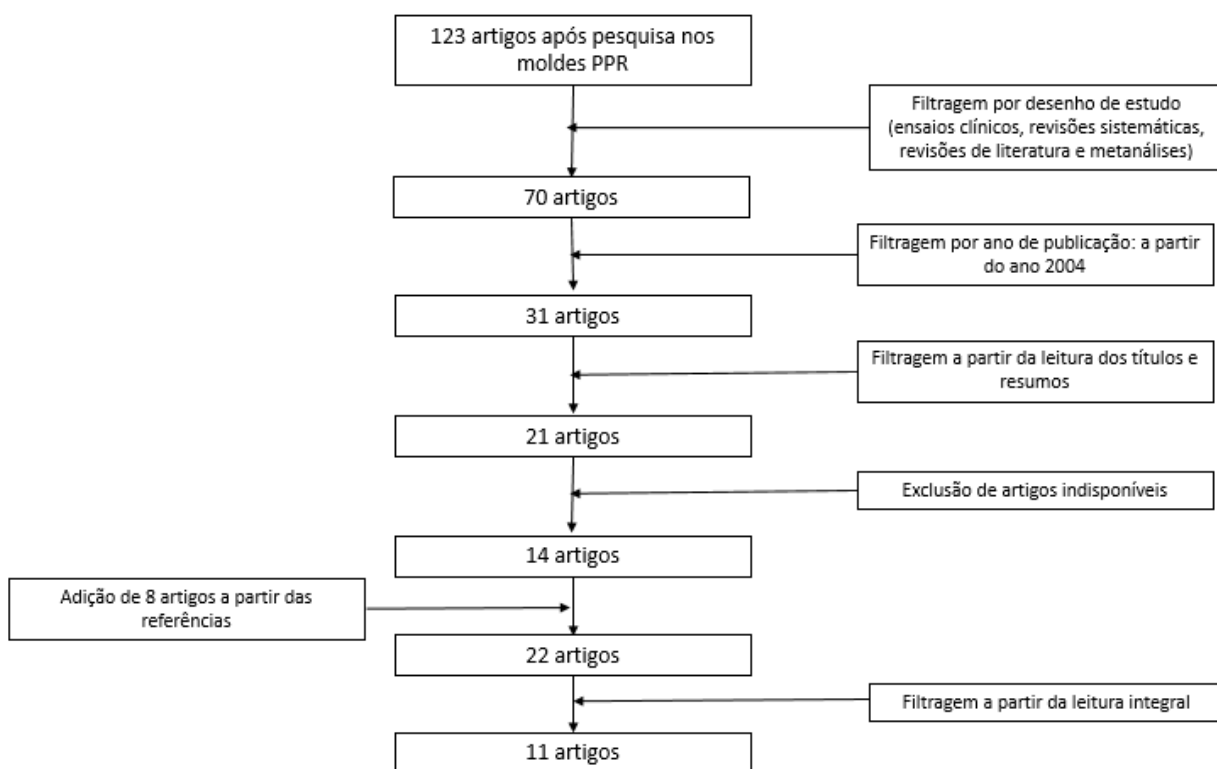 123 artigos após pesquisa nos
moldes PPR
Filtragem por desenho de estudo
(ensaios clínicos, revisões sistemáticas,
revisões de literatura e metanálises)
70 artigos
Filtragem por ano de publicação: a partir
do ano 2004
31 artigos
Filtragem a partir da leitura dos títulos e
resumos
21 artigos
Exclusão de artigos indisponíveis
14 artigos
Adição de 8 artigos a partir das
referências
22 artigos
Filtragem a partir da leitura integral
11 artigos